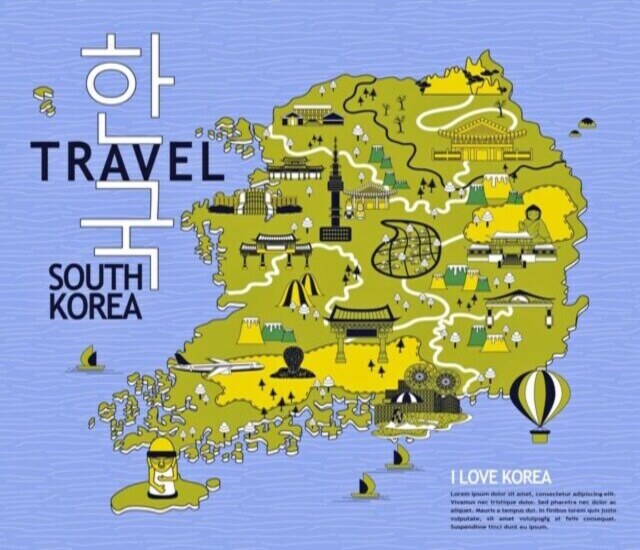 한국
TRAVEL
SOUTH
KOREA
I LOVE KOREA
Lorem ipsum dolor sit amet, consectetur adipiscing elit.
Vivamus nec tristique dolor. Sed pharetra nec odio ac
aliquet. Mauris a tempus dui. In finibus lorem quis justo
vulputate, sit amet at felis consequat.
Suspendisse tinci dunt eu ipsum.